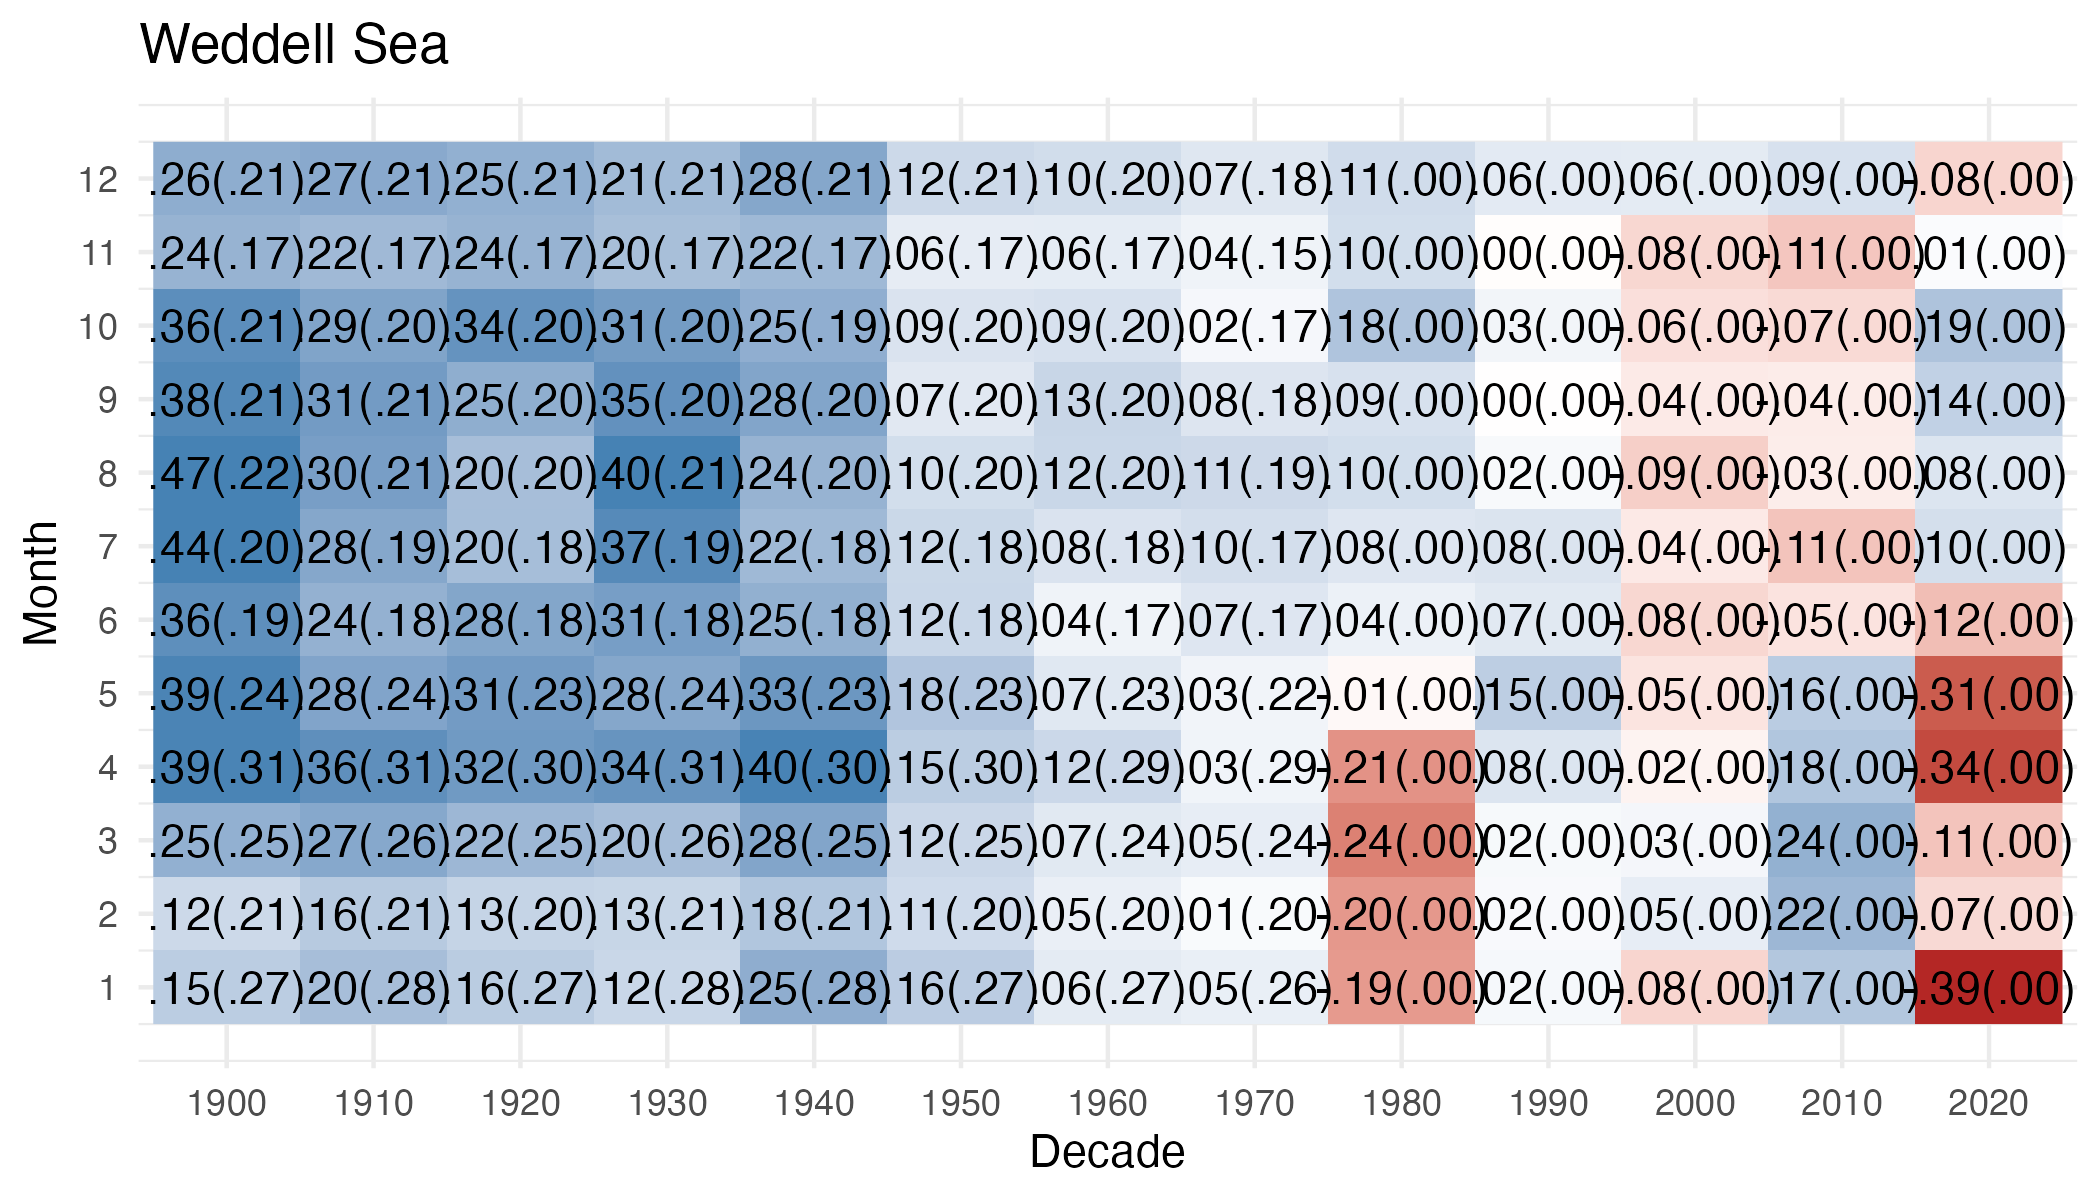 Weddell Sea
12 .26(.21) .27(.21) .25(.21) .21(.21) .28(.21) .12(.21) .10(.20) .07(.18) .11(.00) .06(.00) .06(.00) .09(.00) -.08(.00)
11 .24(.17) .22(.17) .24(.17) .20(.17) .22(.17) .06(.17) .06(.17) .04(.15) .10(.00) .00(.00) -.08(.00) -.11(.00) .01(.00)
10 .36(.21) .29(.20) .34(.20) .31(.20) .25(.19) .09(.20) .09(.20) .02(.17) .18(.00) .03(.00) -.06(.00) -.07(.00) .19(.00)
9 .38(.21) .31(.21) .25(.20) .35(.20) .28(.20) .07(.20) .13(.20) .08(.18) .09(.00) .00(.00) -.04(.00) -.04(.00) .14(.00)
8 .47(.22) .30(.21) .20(.20) .40(.21) .24(.20) .10(.20) .12(.20) .11(.19) .10(.00) .02(.00) -.09(.00) -.03(.00) .08(.00)
7 .44(.20) .28(.19) .20(.18) .37(.19) .22(.18) .12(.18) .08(.18) .10(.17) .08(.00) .08(.00) -.04(.00) -.11(.00) .10(.00)
6 .36(.19) .24(.18) .28(.18) .31(.18) .25(.18) .12(.18) .04(.17) .07(.17) .04(.00) .07(.00) -.08(.00) -.05(.00) -.12(.00)
5 .39(.24) .28(.24) .31(.23) .28(.24) .33(.23) .18(.23) .07(.23) .03(.22) -.01(.00) .15(.00) -.05(.00) .16(.00) -.31(.00)
4 .39(.31) .36(.31) .32(.30) .34(.31) .40(.30) .15(.30) .12(.29) .03(.29) -.21(.00) .08(.00) -.02(.00) .18(.00) -.34(.00)
3 .25(.25) .27(.26) .22(.25) .20(.26) .28(.25) .12(.25) .07(.24) .05(.24) -.24(.00) .02(.00) .03(.00) .24(.00) -.11(.00)
2 .12(.21) .16(.21) .13(.20) .13(.21) .18(.21) .11(.20) .05(.20) .01(.20) -.20(.00) .02(.00) .05(.00) .22(.00) -.07(.00)
1 .15(.27) .20(.28) .16(.27) .12(.28) .25(.28) .16(.27) .06(.27) .05(.26) -.19(.00) .02(.00) -.08(.00) .17(.00) -.39(.00)
Month
1900 1910 1920 1930 1940 1950 1960 1970 1980 1990 2000 2010 2020
Decade